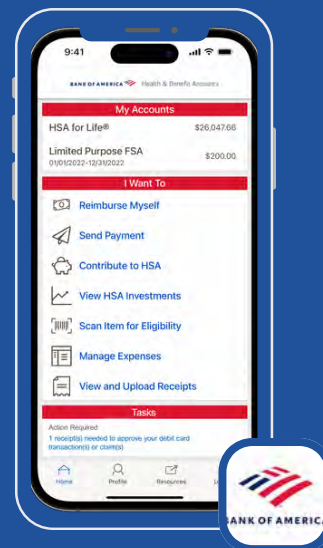 9:41
BANK OF AMERICA Health & Benefit Accounts
My Accounts
HSA for Life® $26,047.66
Limited Purpose FSA $200.00
01/01/2022-12/31/2022
I Want To
Reimburse Myself
Send Payment
Contribute to HSA
View HSA Investments
Scan Item for Eligibility
Manage Expenses
View and Upload Receipts
Tasks
Action Required
1 receipt(s) needed to approve your debit card
transaction(s) or claim(s)
Home Profile Resources
BANK OF AMERICA